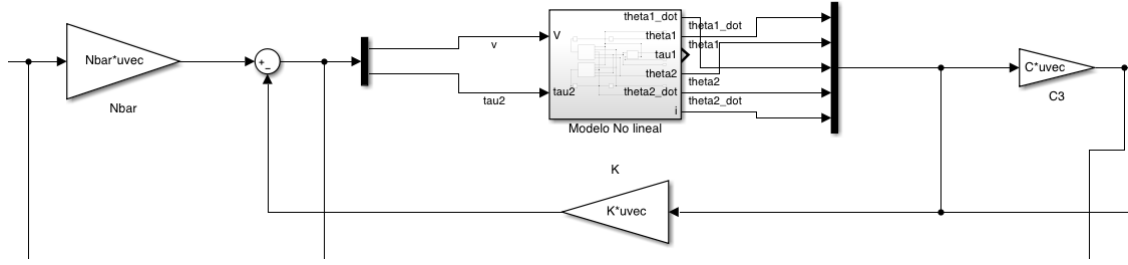 Nbar*uvec
Nbar
+
−
v
tau2
V
tau2
theta1_dot
theta1
tau1
theta2
theta2_dot
i
Modelo No lineal
theta1_dot
theta1
theta2
theta2_dot
C*uvec
C3
K
K*uvec